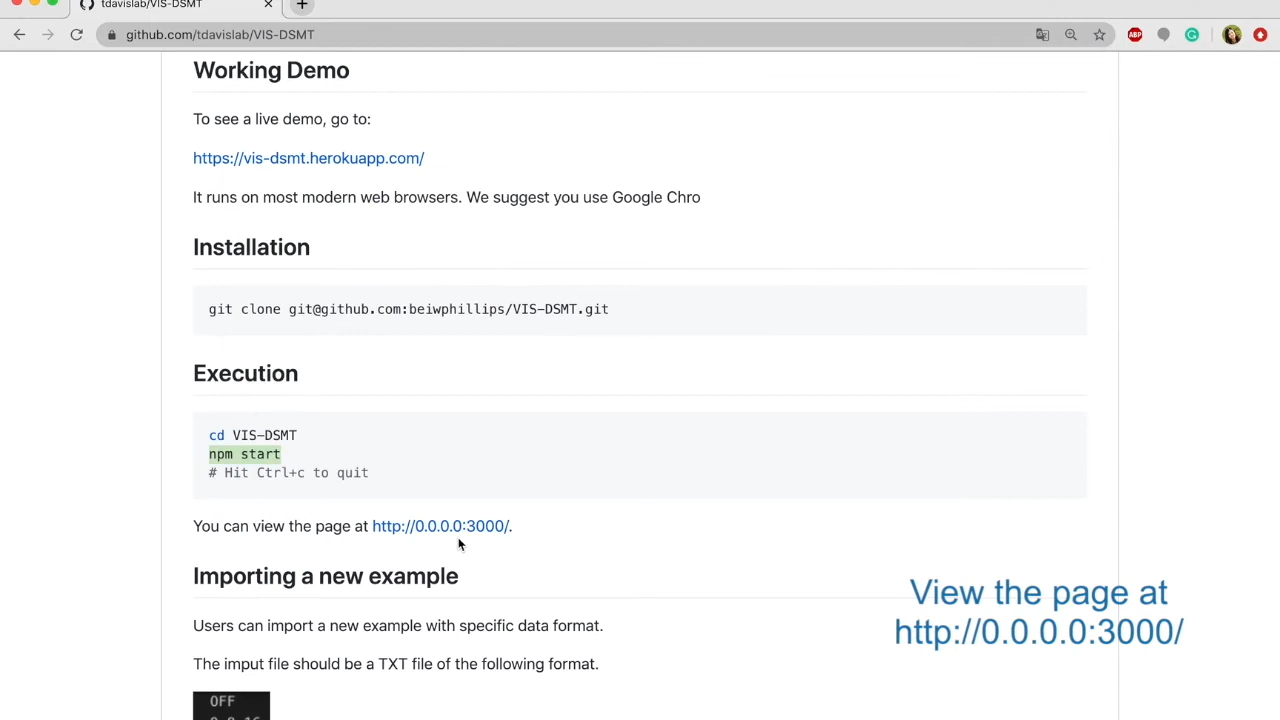 tdavislab/VIS-DSMT
github.com/tdavislab/VIS-DSMT
ABP
Working Demo
To see a live demo, go to:
https://vis-dsmt.herokuapp.com/
It runs on most modern web browsers. We suggest you use Google Chro
Installation
git clone git@github.com:beiwphillips/VIS-DSMT.git
Execution
cd VIS-DSMT
npm start
# Hit Ctrl+c to quit
You can view the page at http://0.0.0.0:3000/.
Importing a new example
View the page at
http://0.0.0.0:3000/
Users can import a new example with specific data format.
The imput file should be a TXT file of the following format.
OFF